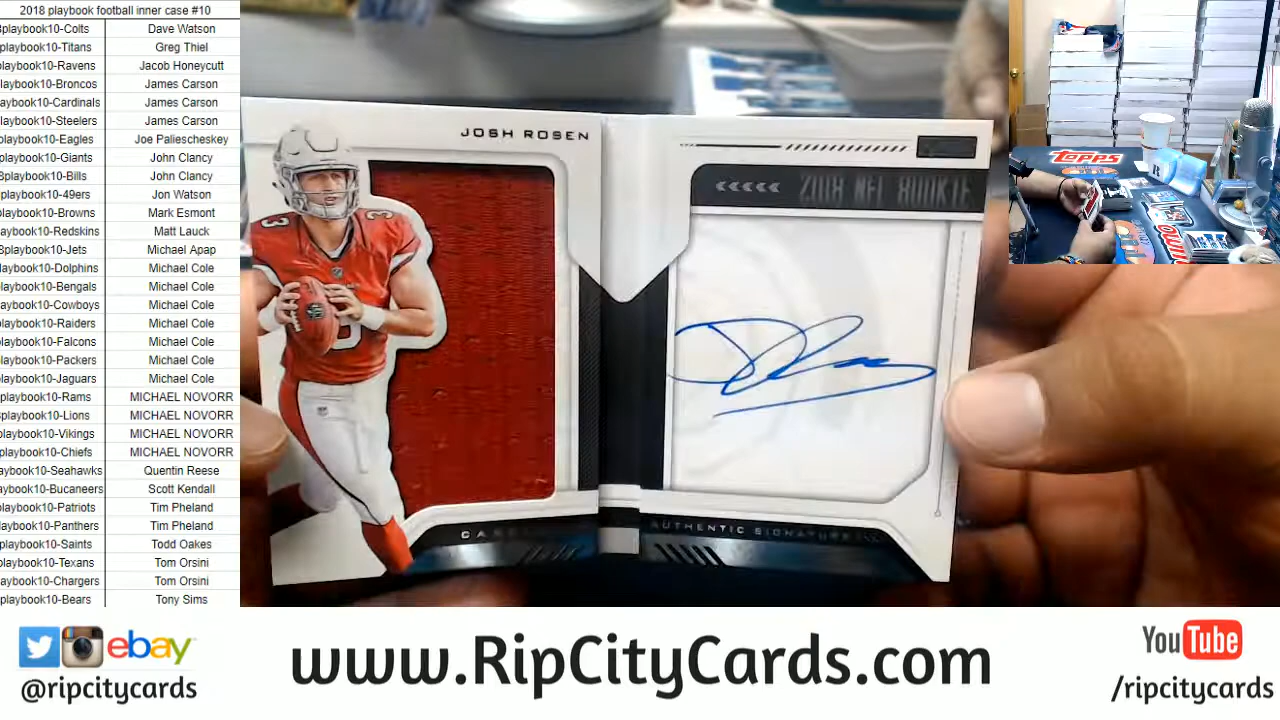 2018 playbook football inner case #10
playbook10-Colts Dave Watson
playbook10-Titans Greg Thiel
playbook10-Ravens Jacob Honeycutt
playbook10-Broncos James Carson
playbook10-Cardinals James Carson
playbook10-Steelers James Carson
playbook10-Eagles Joe Paliescheskey
playbook10-Giants John Clancy
playbook10-Bills John Clancy
playbook10-49ers Jon Watson
playbook10-Browns Mark Esmont
playbook10-Redskins Matt Lauck
playbook10-Jets Michael Apap
playbook10-Dolphins Michael Cole
playbook10-Bengals Michael Cole
aybook10-Cowboys Michael Cole
playbook10-Raiders Michael Cole
playbook10-Falcons Michael Cole
playbook10-Packers Michael Cole
playbook10-Jaguars Michael Cole
playbook10-Rams MICHAEL NOVORR
playbook10-Lions MICHAEL NOVORR
playbook10-Vikings MICHAEL NOVORR
playbook10-Chiefs MICHAEL NOVORR
aybook10-Seahawks Quentin Reese
aybook10-Bucaneers Scott Kendall
playbook10-Patriots Tim Pheland
playbook10-Panthers Tim Pheland
playbook10-Saints Todd Oakes
playbook10-Texans Tom Orsini
playbook10-Chargers Tom Orsini
playbook10-Bears Tony Sims
JOSH ROSEN
2018 NFL ROOKIE
AUTHENTIC SIGNATURE
topps
ebay
@ripcitycards
www.RipCityCards.com
YouTube
/ripcitycards